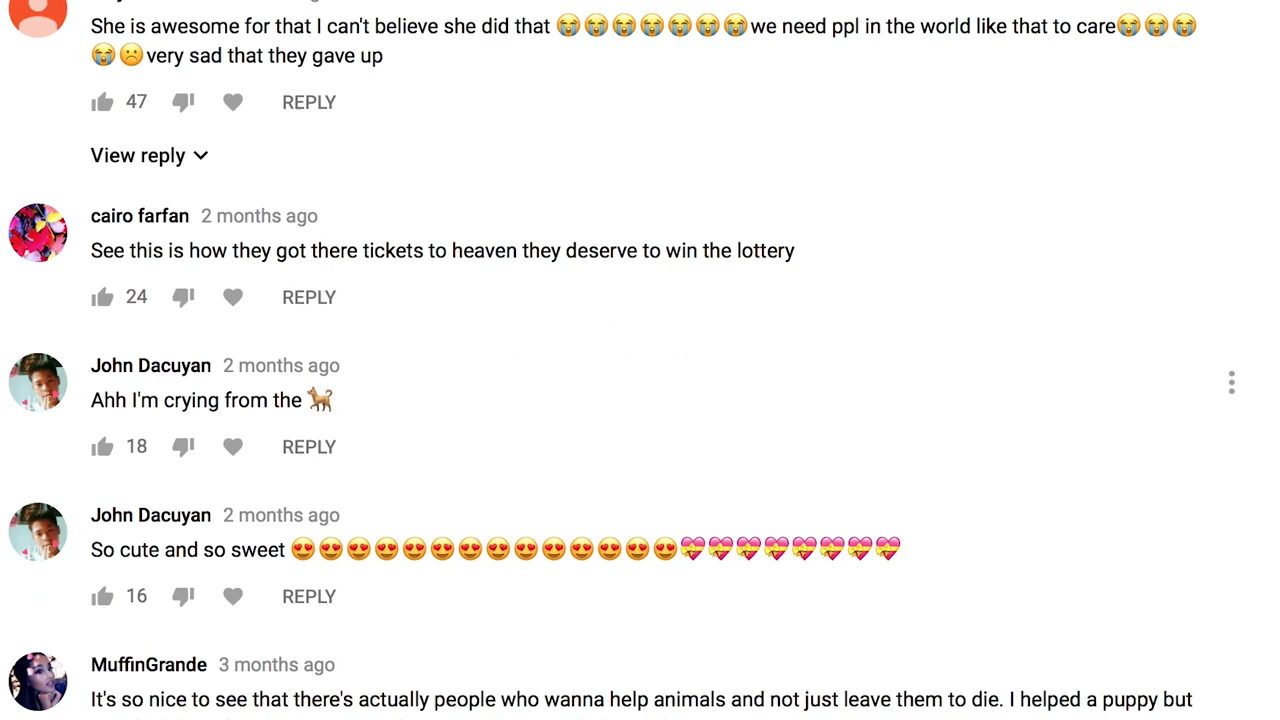 She is awesome for that I can't believe she did that 😭😭😭😭😭😭😭we need ppl in the world like that to care😭😭😭
😭☹️very sad that they gave up
47 REPLY
View reply
cairo farfan 2 months ago
See this is how they got there tickets to heaven they deserve to win the lottery
24 REPLY
John Dacuyan 2 months ago
Ahh I'm crying from the 🐕
18 REPLY
John Dacuyan 2 months ago
So cute and so sweet 😍😍😍😍😍😍😍😍😍😍😍😍😍😍💝💝💝💝💝💝💝💝
16 REPLY
MuffinGrande 3 months ago
It's so nice to see that there's actually people who wanna help animals and not just leave them to die. I helped a puppy but